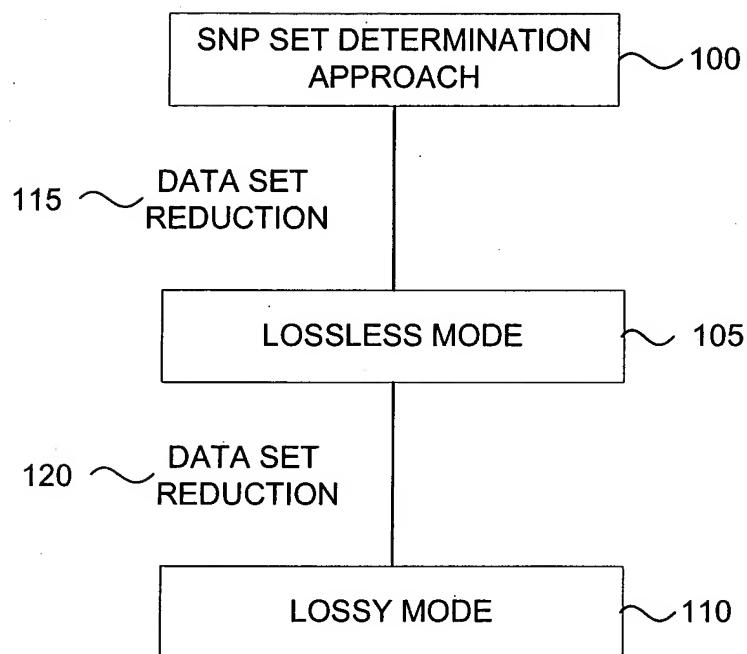 SNP SET DETERMINATION
APPROACH
100
DATA SET
REDUCTION
115
LOSSLESS MODE
105
DATA SET
REDUCTION
120
LOSSY MODE
110